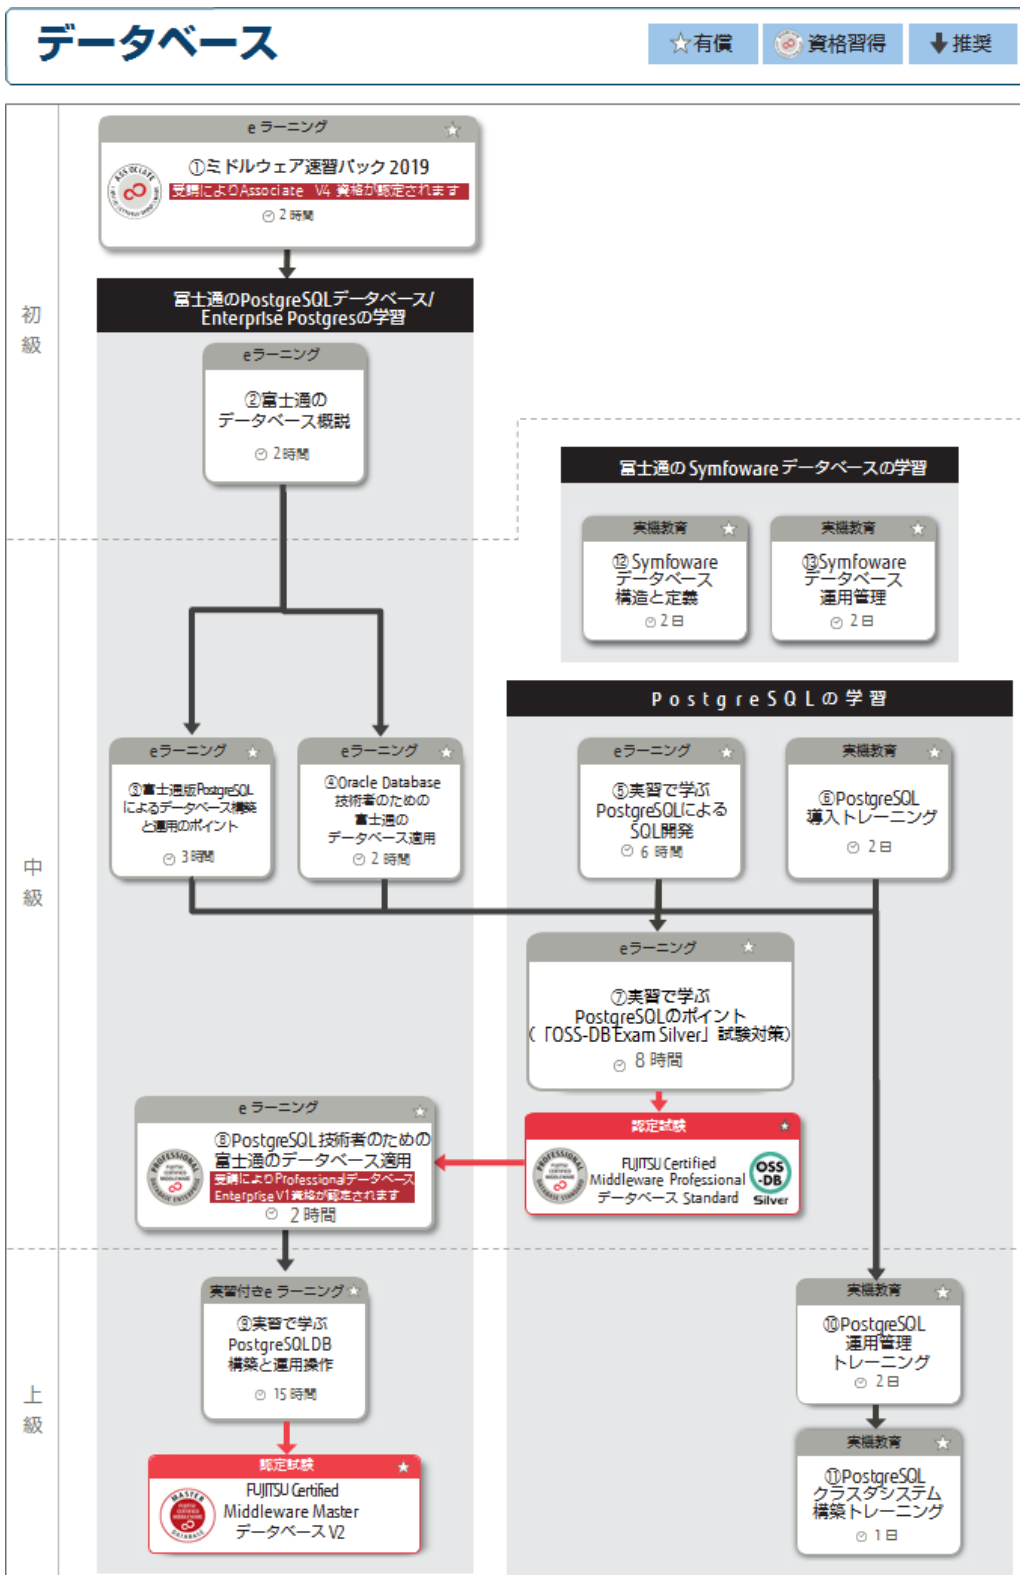 データベース
☆有償
資格習得
↓推奨
初級
eラーニング ☆
①ミドルウェア速習パック2019
受講によりAssociate V4 資格が認定されます
2時間
富士通のPostgreSQLデータベース/
Enterprise Postgresの学習
eラーニング
②富士通の
データベース概説
2時間
富士通の Symfoware データベースの学習
実機教育 ☆
⑫Symfoware
データベース
構造と定義
2日
実機教育 ☆
⑬Symfoware
データベース
運用管理
2日
中級
PostgreSQLの学習
eラーニング ☆
③富士通版PostgreSQL
によるデータベース構築
と運用のポイント
3時間
eラーニング ☆
④Oracle Database
技術者のための
富士通の
データベース適用
2時間
eラーニング ☆
⑤実習で学ぶ
PostgreSQLによる
SQL開発
6時間
実機教育 ☆
⑥PostgreSQL
導入トレーニング
2日
eラーニング ☆
⑦実習で学ぶ
PostgreSQLのポイント
(「OSS-DB Exam Silver」試験対策)
8時間
認定試験 ★
FUJITSU Certified
Middleware Professional
データベース Standard
OSS
-DB
Silver
eラーニング ☆
⑧PostgreSQL技術者のための
富士通のデータベース適用
受講によりProfessionalデータベース
Enterprise V1資格が認定されます
2時間
上級
実習付きeラーニング ☆
⑨実習で学ぶ
PostgreSQLDB
構築と運用操作
15時間
認定試験 ★
FUJITSU Certified
Middleware Master
データベース V2
MASTER
DATABASE
実機教育 ☆
⑩PostgreSQL
運用管理
トレーニング
2日
実機教育 ☆
⑪PostgreSQL
クラスタシステム
構築トレーニング
1日